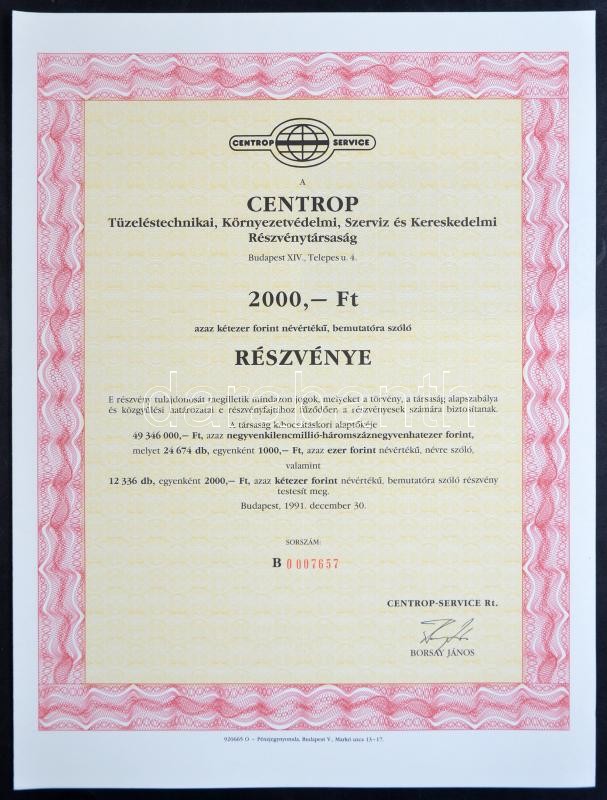 CENTROP SERVICE
A
CENTROP
Tüzeléstechnikai, Környezetvédelmi, Szerviz és Kereskedelmi
Részvénytársaság
Budapest XIV., Telepes u. 4.
2000,— Ft
azaz kétezer forint névértékű, bemutatóra szóló
RÉSZVÉNYE
darabanth
E részvény tulajdonosát megilletik mindazon jogok, melyeket a törvény, a társaság alapszabálya
és közgyűlési határozatai e részvényfajtához fűződően a részvényesek számára biztosítanak.
A társaság kibocsátáskori alaptőkéje
49 346 000,— Ft, azaz negyvenkilencmillió-háromszáznegyvenhatezer forint,
melyet 24 674 db, egyenként 1000,— Ft, azaz ezer forint névértékű, névre szóló,
valamint
12 336 db, egyenként 2000,— Ft, azaz kétezer forint névértékű, bemutatóra szóló részvény
testesít meg.
Budapest, 1991. december 30.
SORSZÁM:
B 0007657
CENTROP-SERVICE Rt.
BORSAY JÁNOS
926665 O – Pénzjegynyomda, Budapest V., Markó utca 13–17.